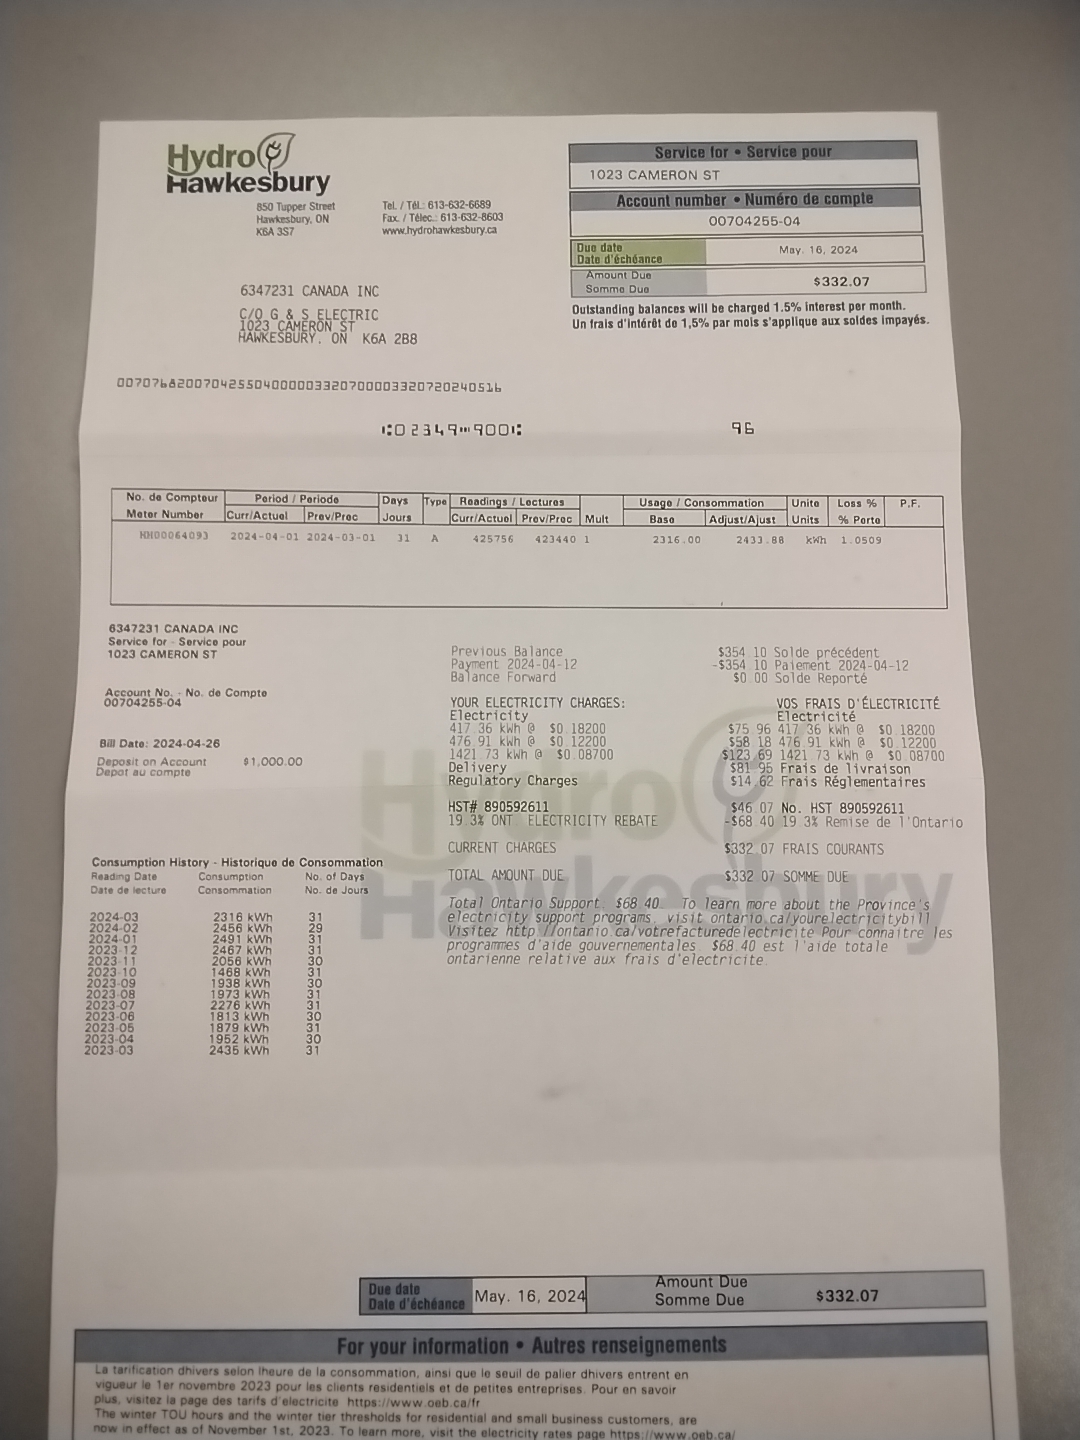 Hydro
Hawkesbury
850 Tupper Street
Hawkesbury, ON
K6A 3S7
Tel. / Tél.: 613-632-6689
Fax. / Télec.: 613-632-8603
www.hydrohawkesbury.ca
Service for • Service pour
1023 CAMERON ST
Account number • Numéro de compte
00704255-04
Due date
Date d'échéance
May. 16, 2024
Amount Due
Somme Due
$332.07
Outstanding balances will be charged 1.5% interest per month.
Un frais d'intérêt de 1,5% par mois s'applique aux soldes impayés.
6347231 CANADA INC
C/O G & S ELECTRIC
1023 CAMERON ST
HAWKESBURY, ON K6A 2B8
96
No. de Compteur Period / Periode Days Type Readings / Lectures Usage / Consommation Unite Loss % P.F.
Meter Number Curr/Actuel Prev/Prec Jours Curr/Actuel Prev/Prec Mult Base Adjust/Ajust Units % Perte
HH00064093 2024-04-01 2024-03-01 31 A 425756 423440 1 2316.00 2433.88 kWh 1.0509
6347231 CANADA INC
Service for - Service pour
1023 CAMERON ST
Account No. - No. de Compte
00704255-04
Bill Date: 2024-04-26
Deposit on Account $1,000.00
Depot au compte
Previous Balance $354.10 Solde précédent
Payment 2024-04-12 -$354.10 Paiement 2024-04-12
Balance Forward $0.00 Solde Reporté
YOUR ELECTRICITY CHARGES: VOS FRAIS D'ÉLECTRICITÉ
Electricity Electricité
417.36 kWh @ $0.18200 $75.96 417.36 kWh @ $0.18200
476.91 kWh @ $0.12200 $58.18 476.91 kWh @ $0.12200
1421.73 kWh @ $0.08700 $123.69 1421.73 kWh @ $0.08700
Delivery $81.95 Frais de livraison
Regulatory Charges $14.62 Frais Réglementaires
HST# 890592611 $46.07 No. HST 890592611
19.3% ONT. ELECTRICITY REBATE -$68.40 19.3% Remise de l'Ontario
CURRENT CHARGES $332.07 FRAIS COURANTS
TOTAL AMOUNT DUE $332.07 SOMME DUE
Total Ontario Support: $68.40. To learn more about the Province's
electricity support programs, visit ontario.ca/yourelectricitybill
Visitez http://ontario.ca/votrefacturedelectricite Pour connaitre les
programmes d'aide gouvernementales. $68.40 est l'aide totale
ontarienne relative aux frais d'electricite.
Consumption History - Historique de Consommation
Reading Date Consumption No. of Days
Date de lecture Consommation No. de Jours
2024-03 2316 kWh 31
2024-02 2456 kWh 29
2024-01 2491 kWh 31
2023-12 2467 kWh 31
2023-11 2056 kWh 30
2023-10 1468 kWh 31
2023-09 1938 kWh 30
2023-08 1973 kWh 31
2023-07 2276 kWh 31
2023-06 1813 kWh 30
2023-05 1879 kWh 31
2023-04 1952 kWh 30
2023-03 2435 kWh 31
Hydro
Hawkesbury
Due date
Date d'échéance
May. 16, 2024
Amount Due
Somme Due
$332.07
For your information • Autres renseignements
La tarification dhivers selon lheure de la consommation, ainsi que le seuil de palier dhivers entrent en
vigueur le 1er novembre 2023 pour les clients residentiels et de petites entreprises. Pour en savoir
plus, visitez la page des tarifs d'electricite https://www.oeb.ca/fr
The winter TOU hours and the winter tier thresholds for residential and small business customers, are
now in effect as of November 1st, 2023. To learn more, visit the electricity rates page https://www.oeb.ca/